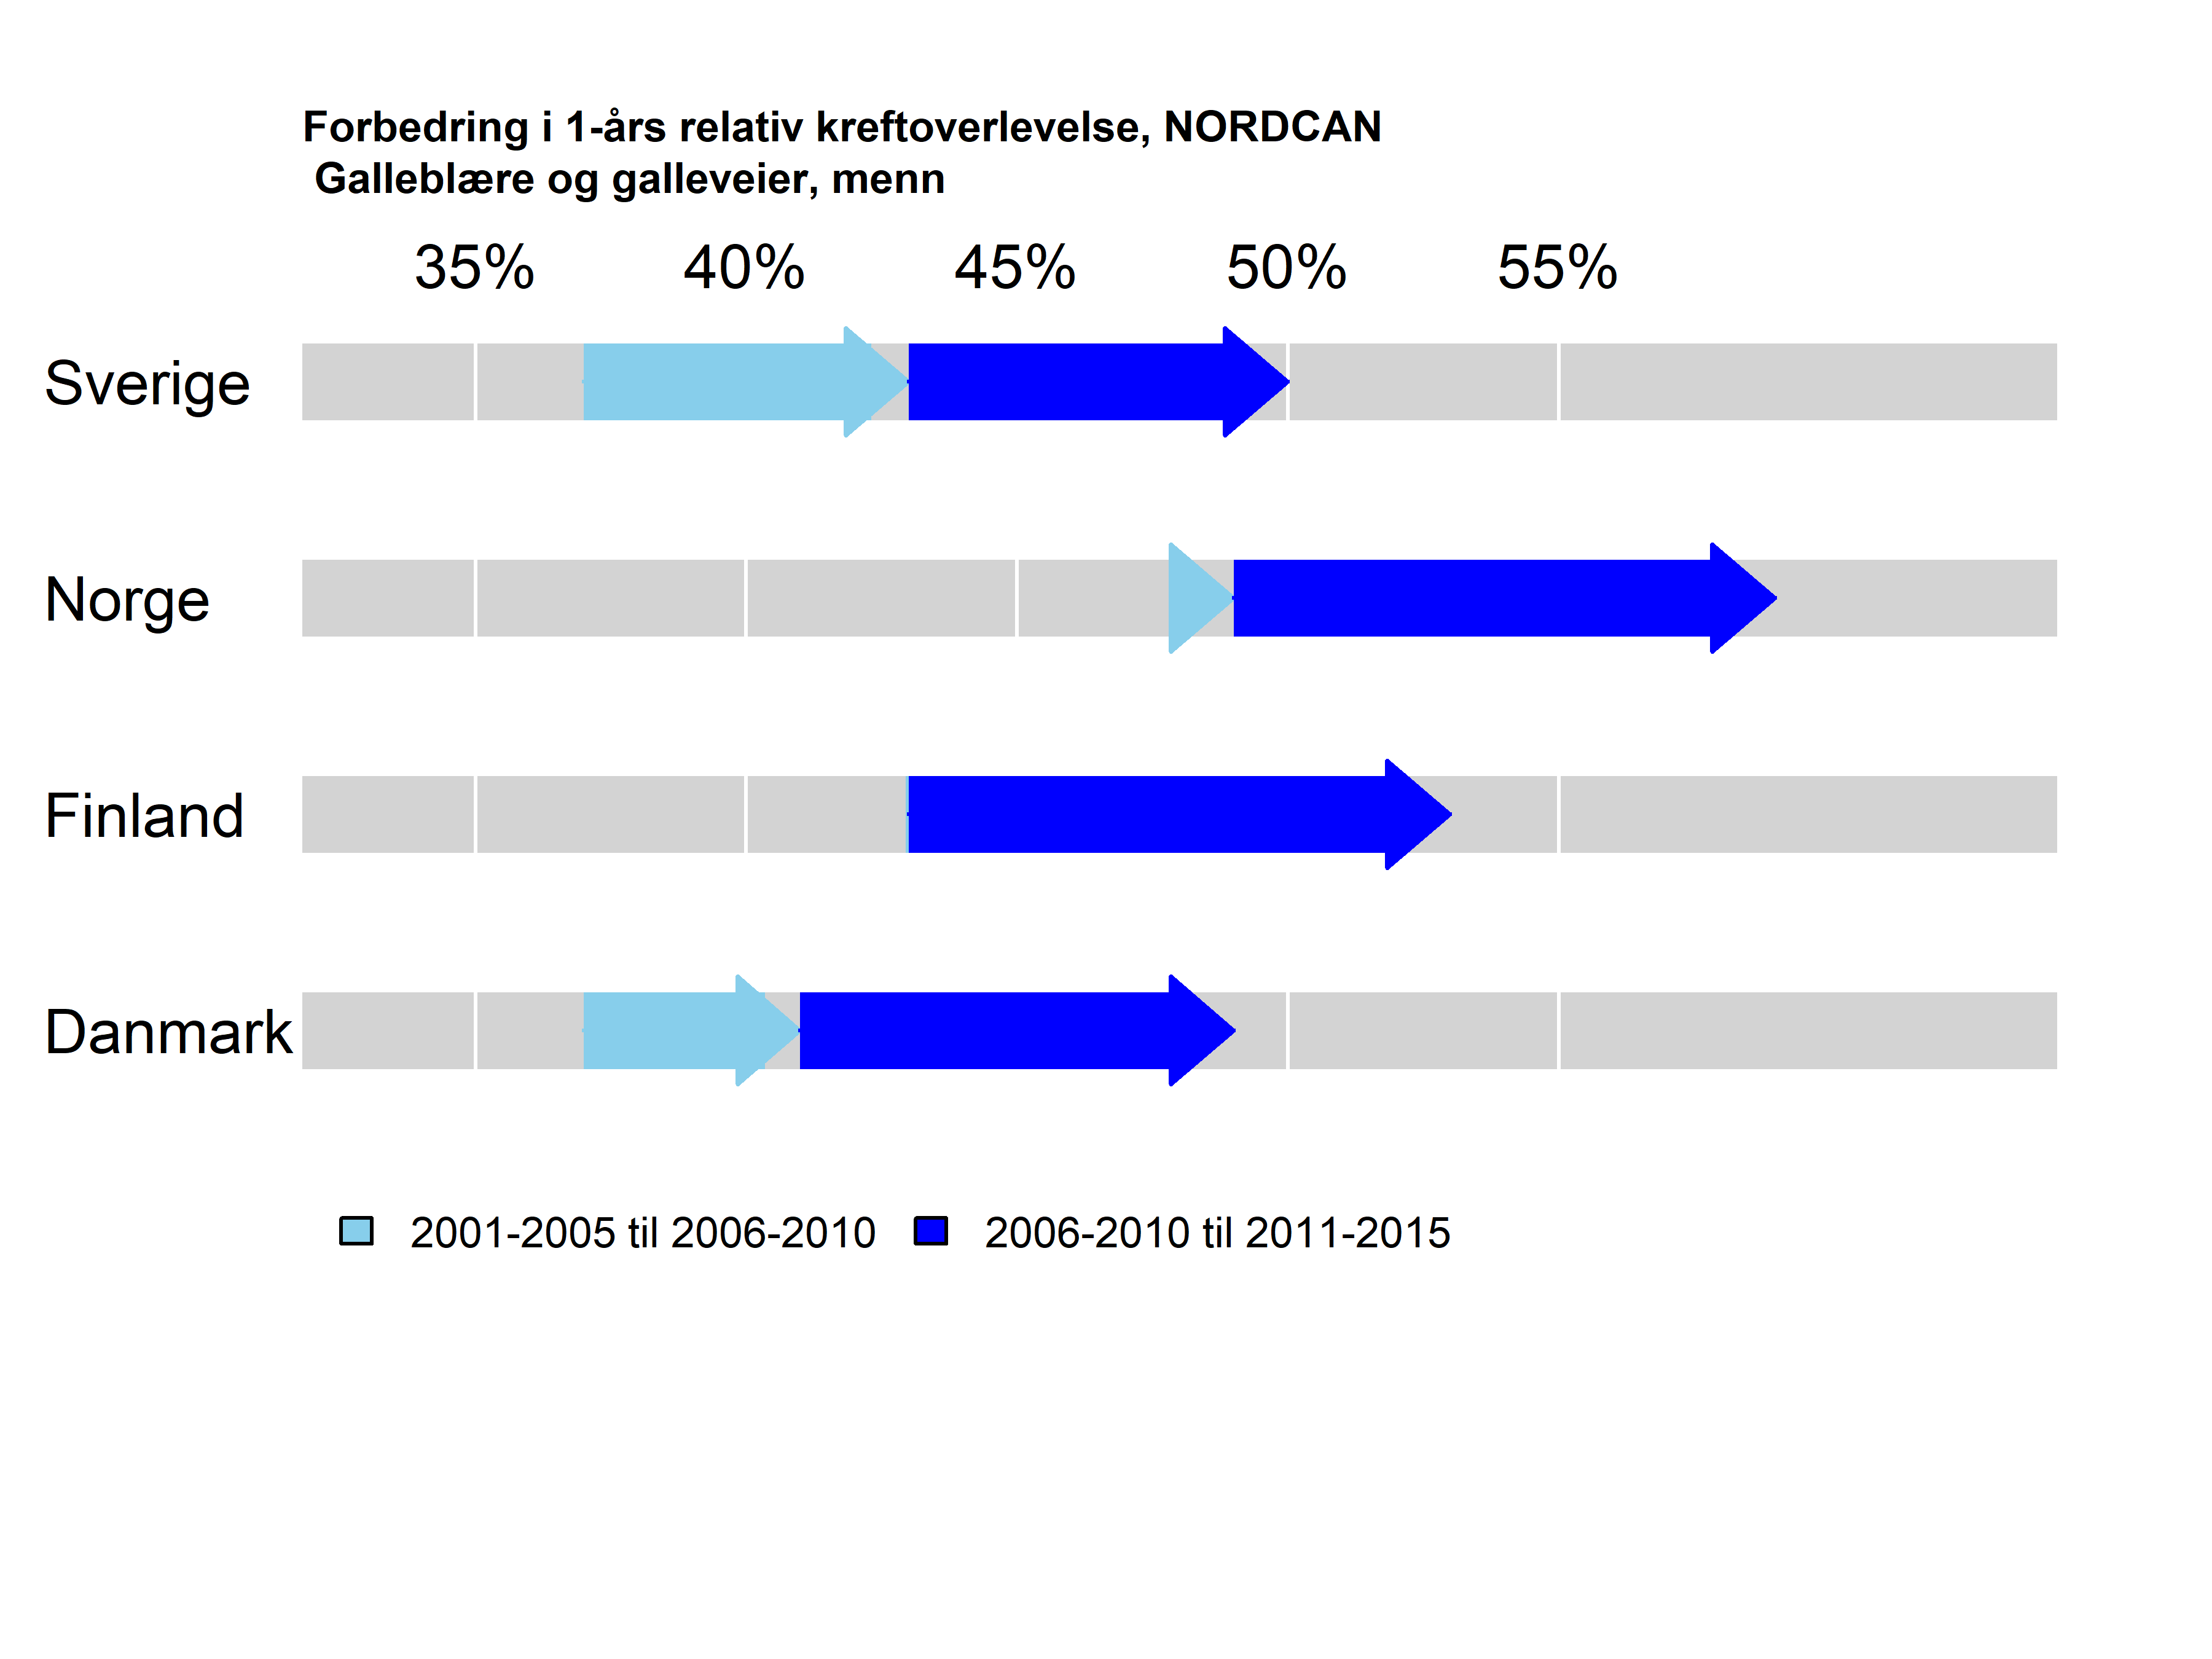 Forbedring i 1-års relativ kreftoverlevelse, NORDCAN
Galleblære og galleveier, menn
35% 40% 45% 50% 55%
Sverige
Norge
Finland
Danmark
2001-2005 til 2006-2010 2006-2010 til 2011-2015